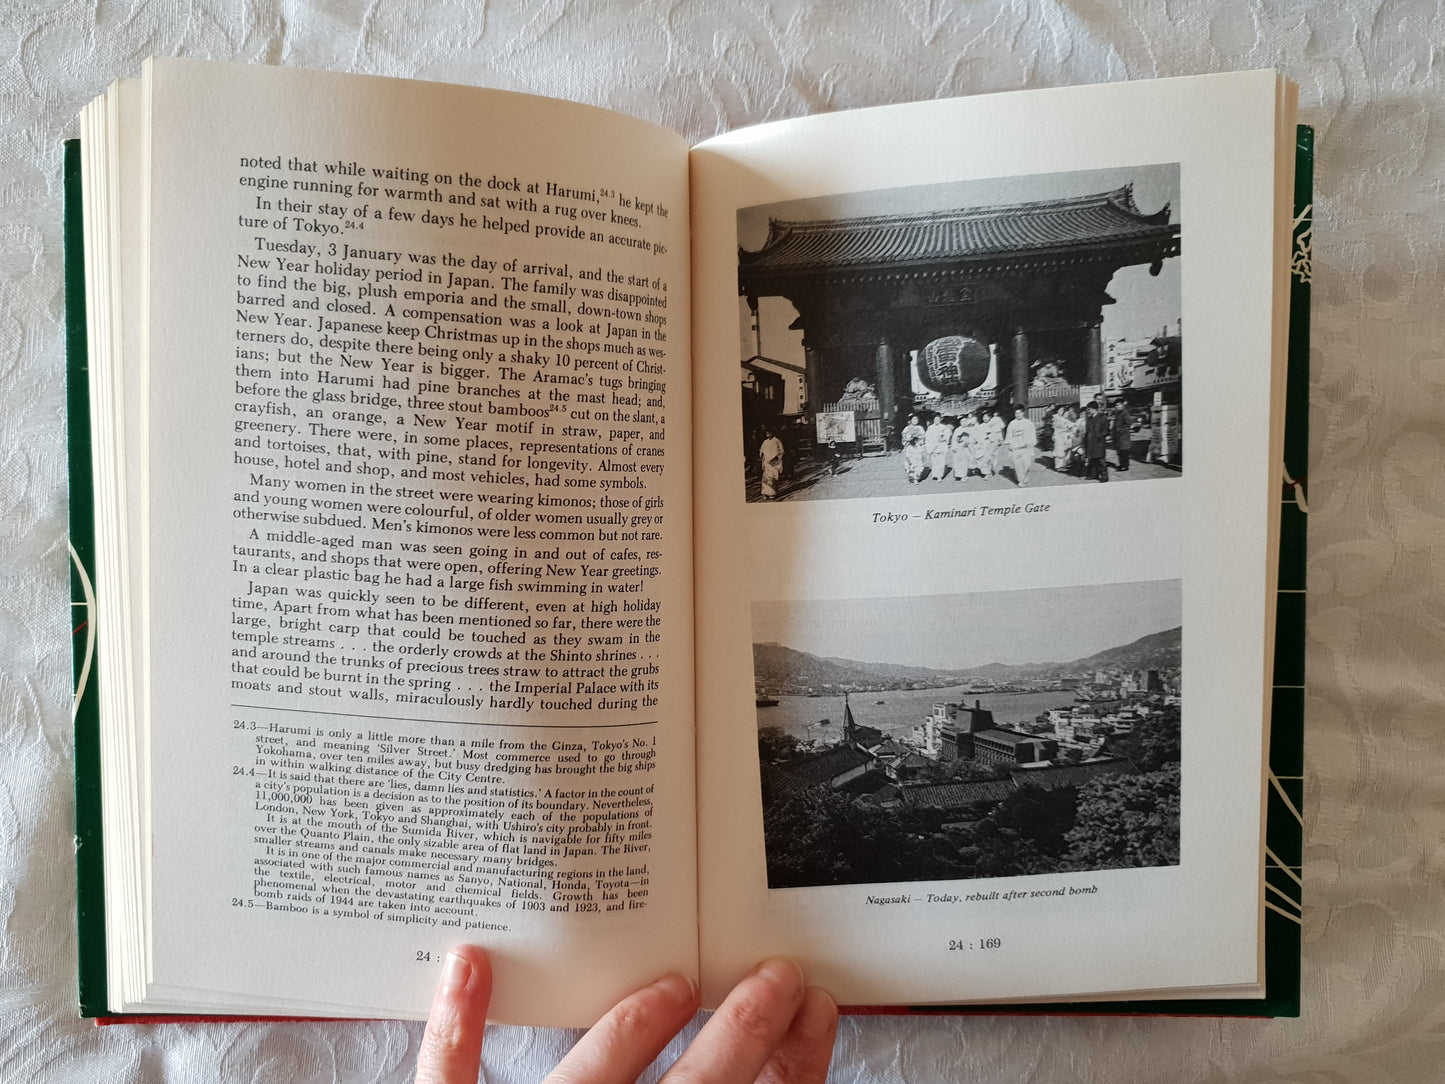 noted that while waiting on the dock at Harumi,24.3 he kept the
engine running for warmth and sat with a rug over knees.
In their stay of a few days he helped provide an accurate pic-
ture of Tokyo.24.4
Tuesday, 3 January was the day of arrival, and the start of a
New Year holiday period in Japan. The family was disappointed
to find the big, plush emporia and the small, down-town shops
barred and closed. A compensation was a look at Japan in the
New Year. Japanese keep Christmas up in the shops much as wes-
terners do, despite there being only a shaky 10 percent of Christ-
ians; but the New Year is bigger. The Aramac's tugs bringing
them into Harumi had pine branches at the mast head; and,
before the glass bridge, three stout bamboos24.5 cut on the slant, a
crayfish, an orange, a New Year motif in straw, paper, and
greenery. There were, in some places, representations of cranes
and tortoises, that, with pine, stand for longevity. Almost every
house, hotel and shop, and most vehicles, had some symbols.
Many women in the street were wearing kimonos; those of girls
and young women were colourful, of older women usually grey or
otherwise subdued. Men's kimonos were less common but not rare.
A middle-aged man was seen going in and out of cafes, res-
taurants, and shops that were open, offering New Year greetings.
In a clear plastic bag he had a large fish swimming in water!
Japan was quickly seen to be different, even at high holiday
time, Apart from what has been mentioned so far, there were the
large, bright carp that could be touched as they swam in the
temple streams . . . the orderly crowds at the Shinto shrines . . .
and around the trunks of precious trees straw to attract the grubs
that could be burnt in the spring . . . the Imperial Palace with its
moats and stout walls, miraculously hardly touched during the
24.3—Harumi is only a little more than a mile from the Ginza, Tokyo's No. 1
street, and meaning 'Silver Street.' Most commerce used to go through
Yokohama, over ten miles away, but busy dredging has brought the big ships
in within walking distance of the City Centre.
24.4—It is said that there are 'lies, damn lies and statistics.' A factor in the count of
a city's population is a decision as to the position of its boundary. Nevertheless,
11,000,000 has been given as approximately each of the populations of
London, New York, Tokyo and Shanghai, with Ushiro's city probably in front.
It is at the mouth of the Sumida River, which is navigable for fifty miles
over the Quanto Plain, the only sizable area of flat land in Japan. The River,
smaller streams and canals make necessary many bridges.
It is in one of the major commercial and manufacturing regions in the land,
associated with such famous names as Sanyo, National, Honda, Toyota—in
the textile, electrical, motor and chemical fields. Growth has been
phenomenal when the devastating earthquakes of 1903 and 1923, and fire-
bomb raids of 1944 are taken into account.
24.5—Bamboo is a symbol of simplicity and patience.
24 :
Tokyo – Kaminari Temple Gate
Nagasaki – Today, rebuilt after second bomb
24 : 169